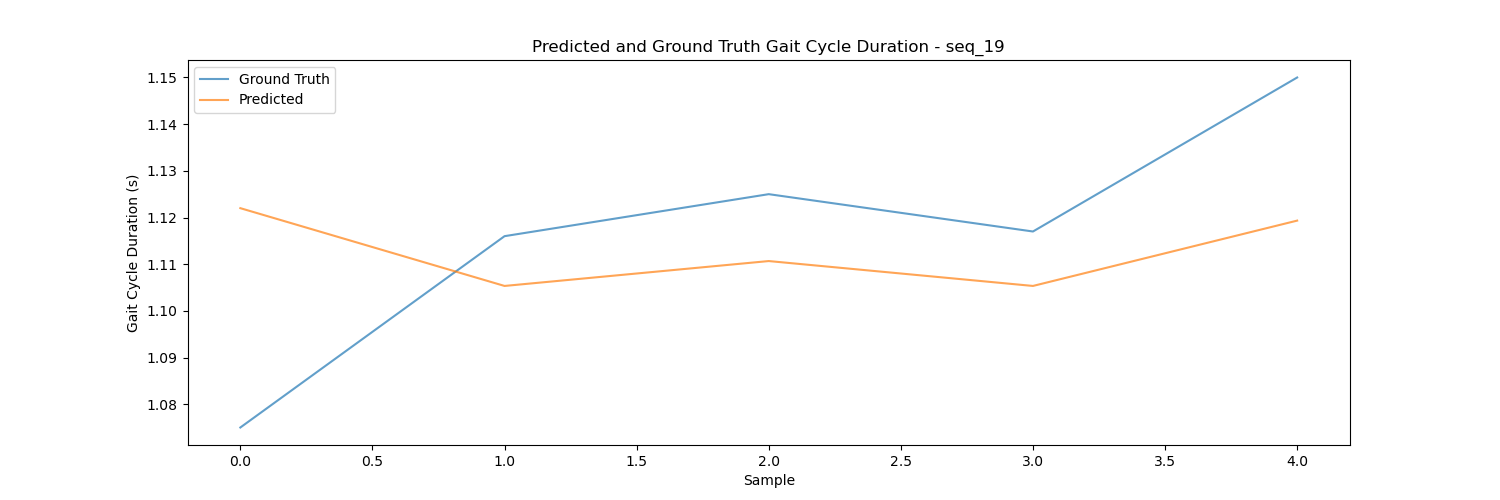 Predicted and Ground Truth Gait Cycle Duration - seq_19
Ground Truth
Predicted
Gait Cycle Duration (s)
1.15
1.14
1.13
1.12
1.11
1.10
1.09
1.08
0.0 0.5 1.0 1.5 2.0 2.5 3.0 3.5 4.0
Sample